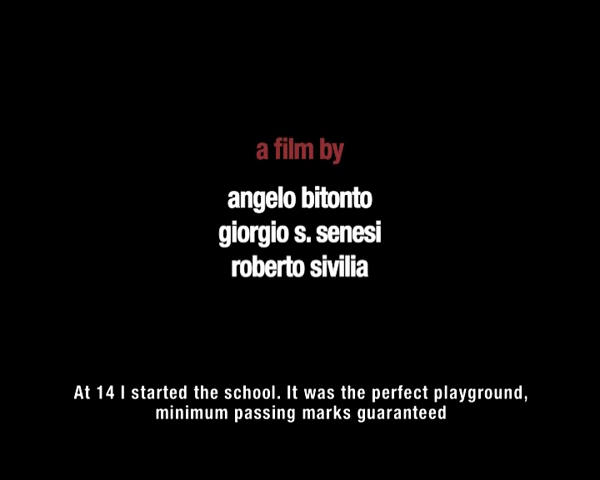 a film by
angelo bitonto
giorgio s. senesi
roberto sivilia
At 14 I started the school. It was the perfect playground,
minimum passing marks guaranteed